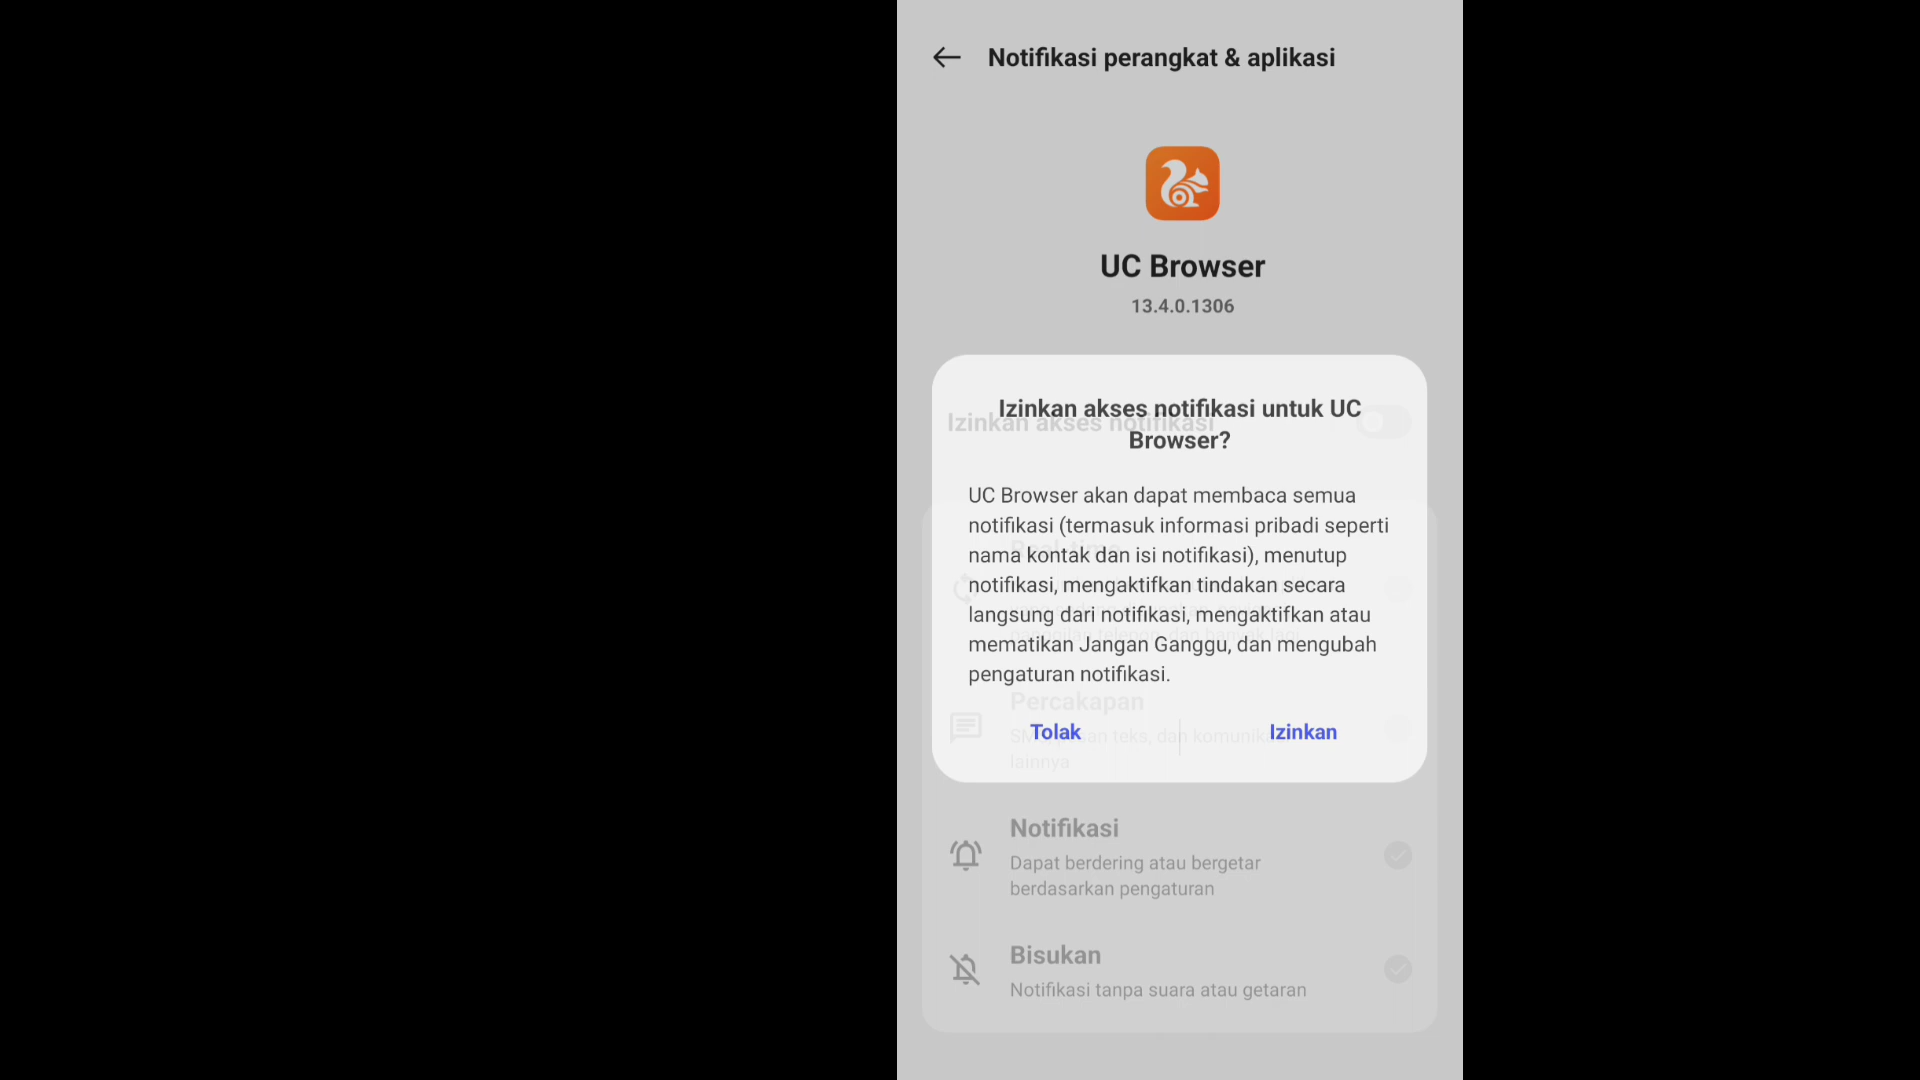 Notifikasi perangkat & aplikasi
UC Browser
13.4.0.1306
Izinkan akses notifikasi untuk UC
Browser?
Izinkan akses notifikasi
UC Browser akan dapat membaca semua
notifikasi (termasuk informasi pribadi seperti
nama kontak dan isi notifikasi), menutup
notifikasi, mengaktifkan tindakan secara
langsung dari notifikasi, mengaktifkan atau
mematikan Jangan Ganggu, dan mengubah
pengaturan notifikasi.
Percakapan
Tolak
Izinkan
teks, dan
lainnya
Notifikasi
Dapat berdering atau bergetar
berdasarkan pengaturan
Bisukan
Notifikasi tanpa suara atau getaran